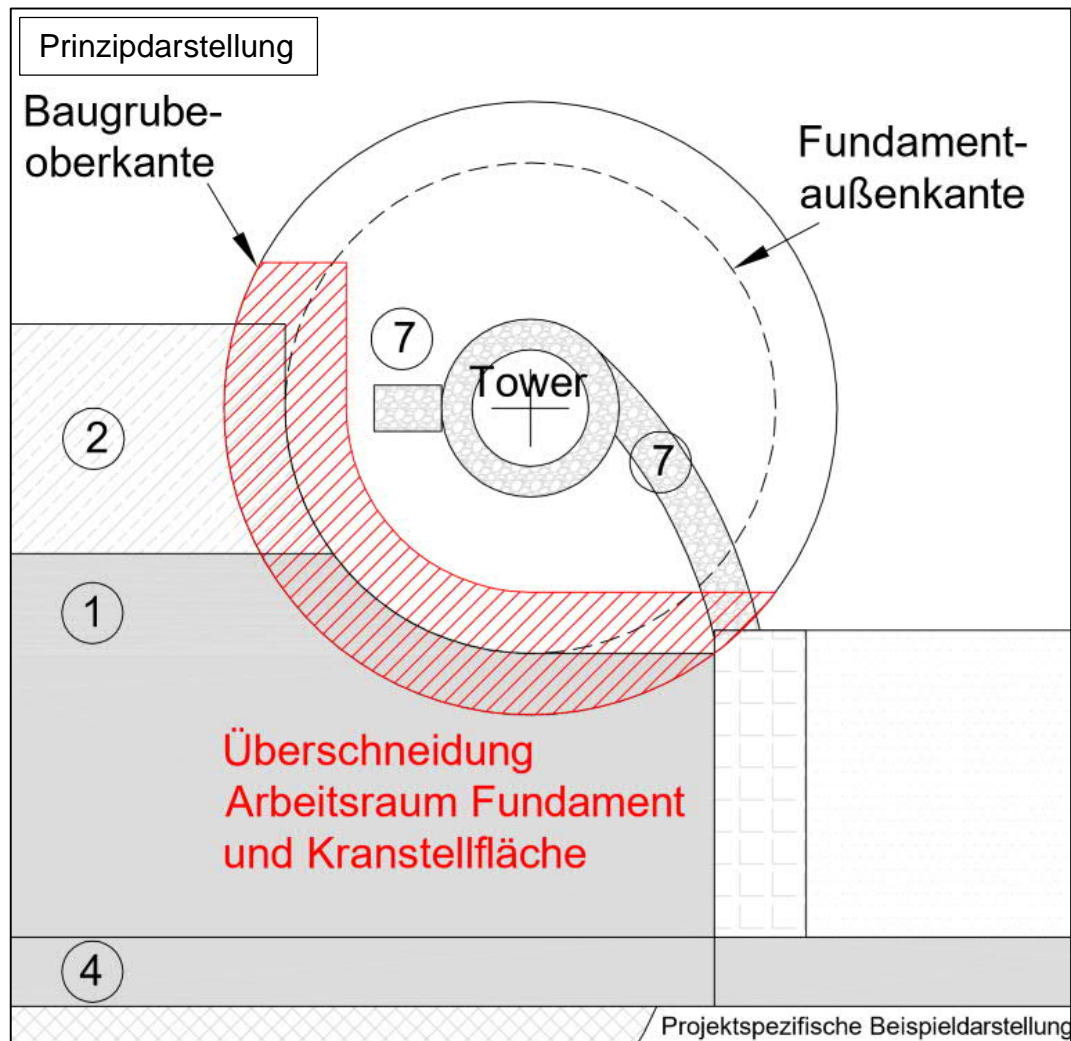 Prinzipdarstellung
Baugrube-
oberkante
Fundament-
außenkante
7
Tower
2
7
1
Überschneidung
Arbeitsraum Fundament
und Kranstellfläche
4
Projektspezifische Beispieldarstellung